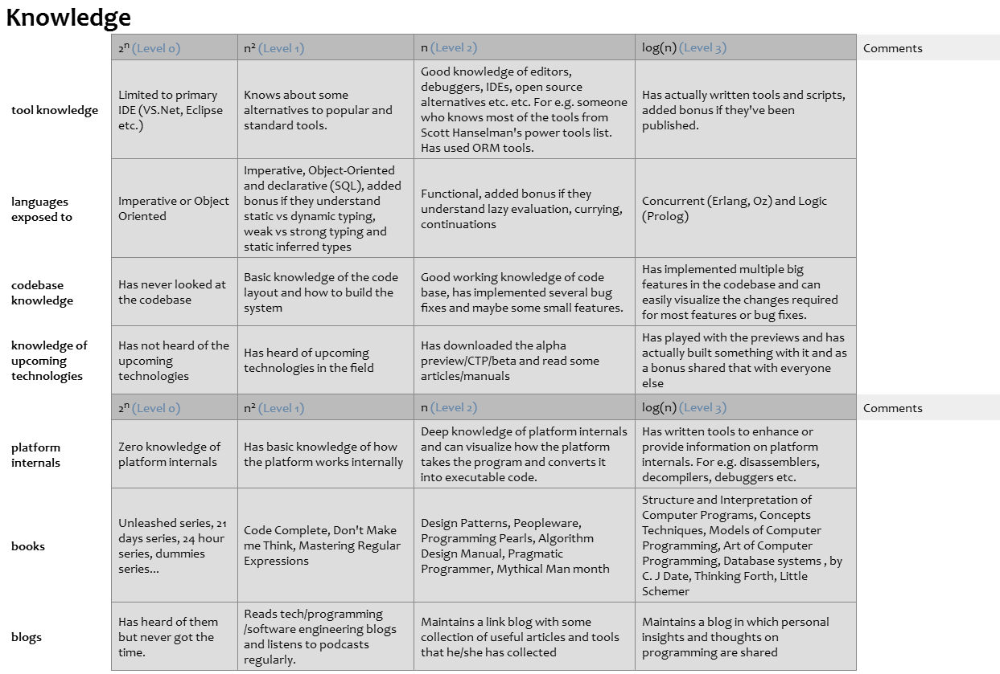 Knowledge
2ⁿ (Level 0)
n² (Level 1)
n (Level 2)
log(n) (Level 3)
Comments
tool knowledge
Limited to primary
IDE (VS.Net, Eclipse
etc.)
Knows about some
alternatives to popular and
standard tools.
Good knowledge of editors,
debuggers, IDEs, open source
alternatives etc. etc. For e.g. someone
who knows most of the tools from
Scott Hanselman's power tools list.
Has used ORM tools.
Has actually written tools and scripts,
added bonus if they've been
published.
languages
exposed to
Imperative or Object
Oriented
Imperative, Object-Oriented
and declarative (SQL), added
bonus if they understand
static vs dynamic typing,
weak vs strong typing and
static inferred types
Functional, added bonus if they
understand lazy evaluation, currying,
continuations
Concurrent (Erlang, Oz) and Logic
(Prolog)
codebase
knowledge
Has never looked at
the codebase
Basic knowledge of the code
layout and how to build the
system
Good working knowledge of code
base, has implemented several bug
fixes and maybe some small features.
Has implemented multiple big
features in the codebase and can
easily visualize the changes required
for most features or bug fixes.
knowledge of
upcoming
technologies
Has not heard of the
upcoming
technologies
Has heard of upcoming
technologies in the field
Has downloaded the alpha
preview/CTP/beta and read some
articles/manuals
Has played with the previews and has
actually built something with it and as
a bonus shared that with everyone
else
2ⁿ (Level 0)
n² (Level 1)
n (Level 2)
log(n) (Level 3)
Comments
platform
internals
Zero knowledge of
platform internals
Has basic knowledge of how
the platform works internally
Deep knowledge of platform internals
and can visualize how the platform
takes the program and converts it
into executable code.
Has written tools to enhance or
provide information on platform
internals. For e.g. disassemblers,
decompilers, debuggers etc.
books
Unleashed series, 21
days series, 24 hour
series, dummies
series...
Code Complete, Don't Make
me Think, Mastering Regular
Expressions
Design Patterns, Peopleware,
Programming Pearls, Algorithm
Design Manual, Pragmatic
Programmer, Mythical Man month
Structure and Interpretation of
Computer Programs, Concepts
Techniques, Models of Computer
Programming, Art of Computer
Programming, Database systems , by
C. J Date, Thinking Forth, Little
Schemer
blogs
Has heard of them
but never got the
time.
Reads tech/programming
/software engineering blogs
and listens to podcasts
regularly.
Maintains a link blog with some
collection of useful articles and tools
that he/she has collected
Maintains a blog in which personal
insights and thoughts on
programming are shared